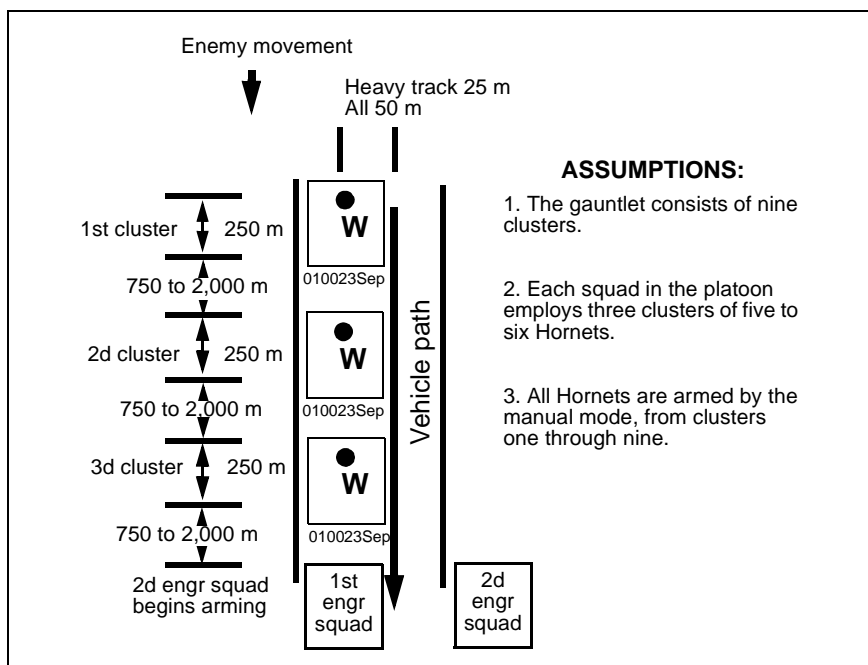 Enemy movement
Heavy track 25 m
All 50 m
1st cluster 250 m
750 to 2,000 m
2d cluster 250 m
750 to 2,000 m
3d cluster 250 m
750 to 2,000 m
2d engr squad
begins arming
W
010023Sep
W
010023Sep
W
010023Sep
1st
engr
squad
Vehicle path
2d
engr
squad
ASSUMPTIONS:
1. The gauntlet consists of nine
clusters.
2. Each squad in the platoon
employs three clusters of five to
six Hornets.
3. All Hornets are armed by the
manual mode, from clusters
one through nine.